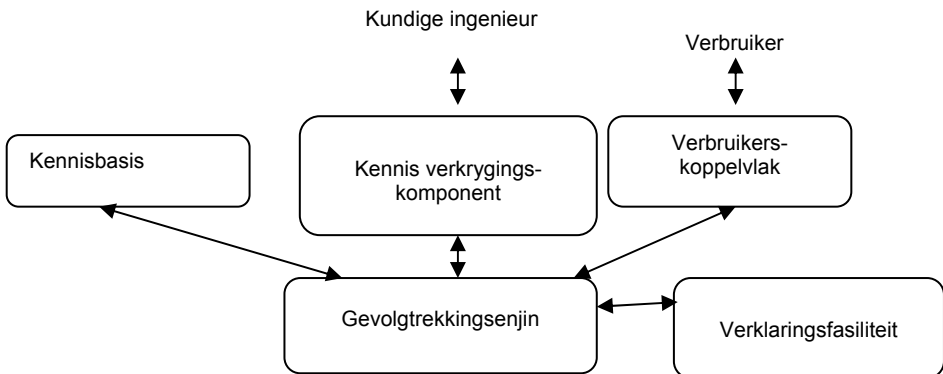 Kundige ingenieur
Verbruiker
Kennisbasis
Kennis verkrygings-
komponent
Verbruikers-
koppelvlak
Gevolgtrekkingsenjin
Verklaringsfasiliteit